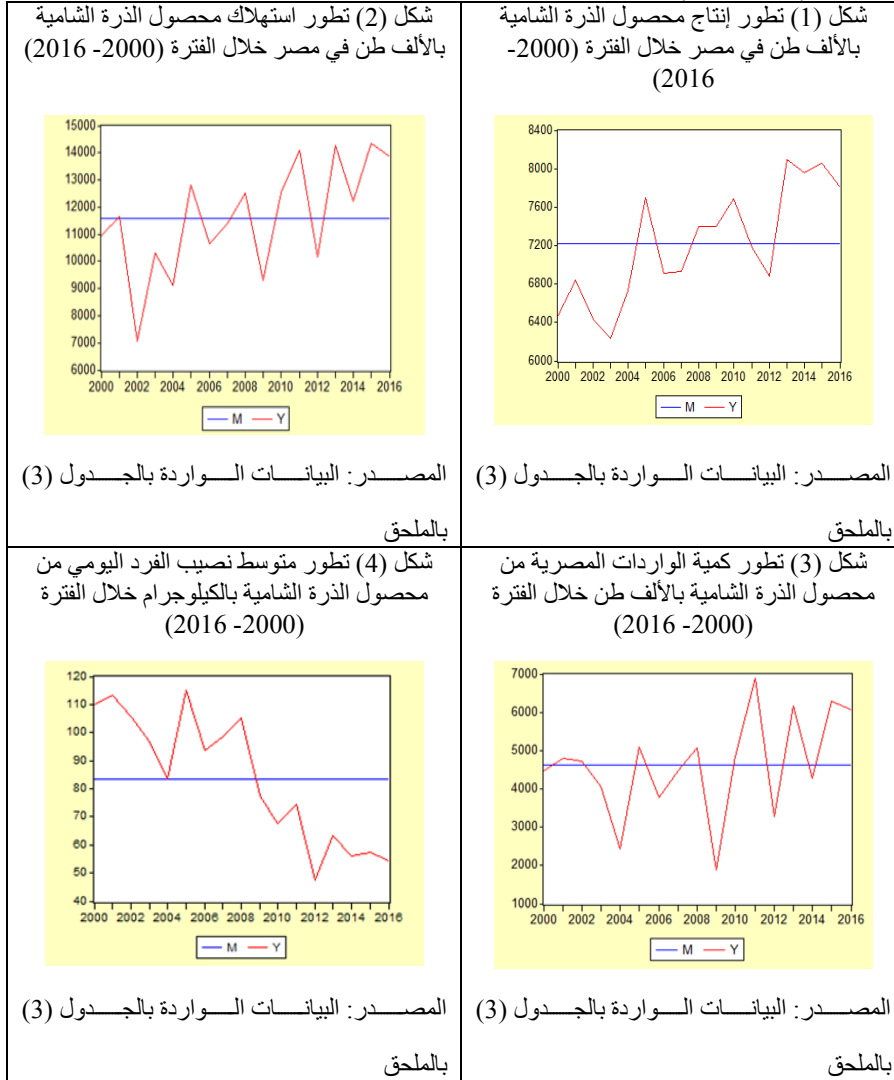 شكل (1) تطور إنتاج محصول الذرة الشامية
بالألف طن في مصر خلال الفترة (2000-
2016)
8400
8000
7600
7200
6800
6400
6000
2000 2002 2004 2006 2008 2010 2012 2014 2016
M Y
المصدر: البيانات الواردة بالجدول (3)
بالملحق
شكل (2) تطور استهلاك محصول الذرة الشامية
بالألف طن في مصر خلال الفترة (2000- 2016)
15000
14000
13000
12000
11000
10000
9000
8000
7000
6000
2000 2002 2004 2006 2008 2010 2012 2014 2016
M Y
المصدر: البيانات الواردة بالجدول (3)
بالملحق
شكل (3) تطور كمية الواردات المصرية من
محصول الذرة الشامية بالألف طن خلال الفترة
(2000- 2016)
7000
6000
5000
4000
3000
2000
1000
2000 2002 2004 2006 2008 2010 2012 2014 2016
M Y
المصدر: البيانات الواردة بالجدول (3)
بالملحق
شكل (4) تطور متوسط نصيب الفرد اليومي من
محصول الذرة الشامية بالكيلوجرام خلال الفترة
(2000- 2016)
120
110
100
90
80
70
60
50
40
2000 2002 2004 2006 2008 2010 2012 2014 2016
M Y
المصدر: البيانات الواردة بالجدول (3)
بالملحق